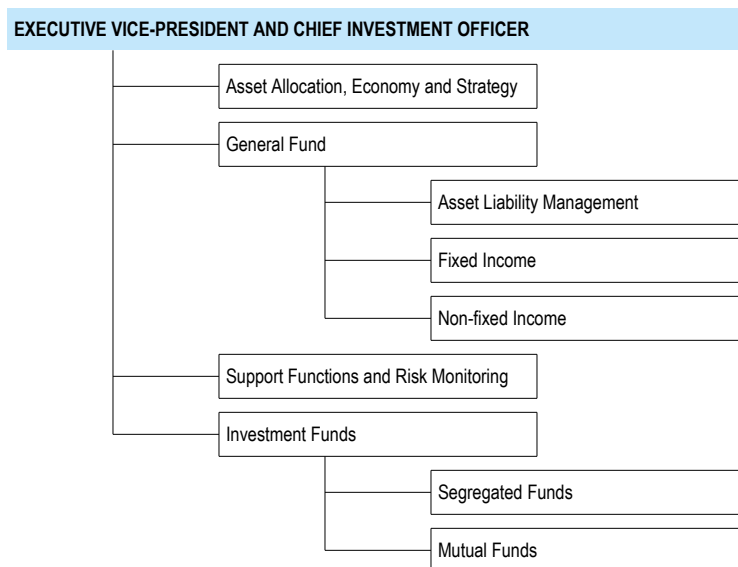 EXECUTIVE VICE-PRESIDENT AND CHIEF INVESTMENT OFFICER
Asset Allocation, Economy and Strategy
General Fund
Asset Liability Management
Fixed Income
Non-fixed Income
Support Functions and Risk Monitoring
Investment Funds
Segregated Funds
Mutual Funds